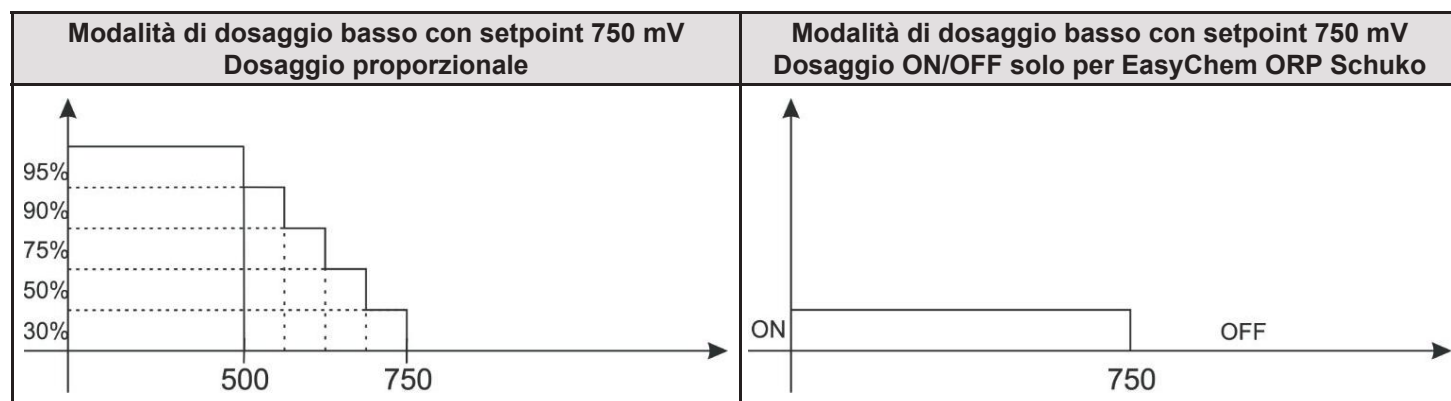 Modalità di dosaggio basso con setpoint 750 mV
Dosaggio proporzionale
Modalità di dosaggio basso con setpoint 750 mV
Dosaggio ON/OFF solo per EasyChem ORP Schuko
95%
90%
75%
50%
30%
500
750
ON
OFF
750